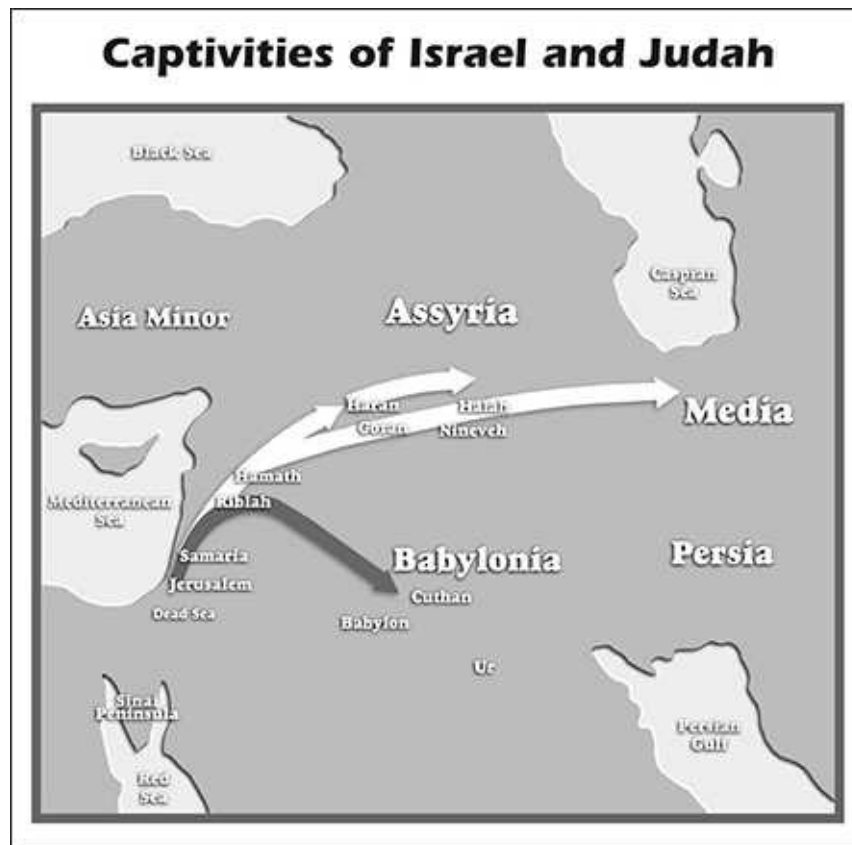 Captivities of Israel and Judah
Black Sea
Caspian
Sea
Asia Minor
Assyria
Haran
Halah
Media
Gozan
Nineveh
Hamath
Mediterranean
Sea
Riblah
Samaria
Babylonia
Persia
Jerusalem
Cuthah
Dead Sea
Babylon
Ur
Sinai
Peninsula
Persian
Gulf
Red
Sea